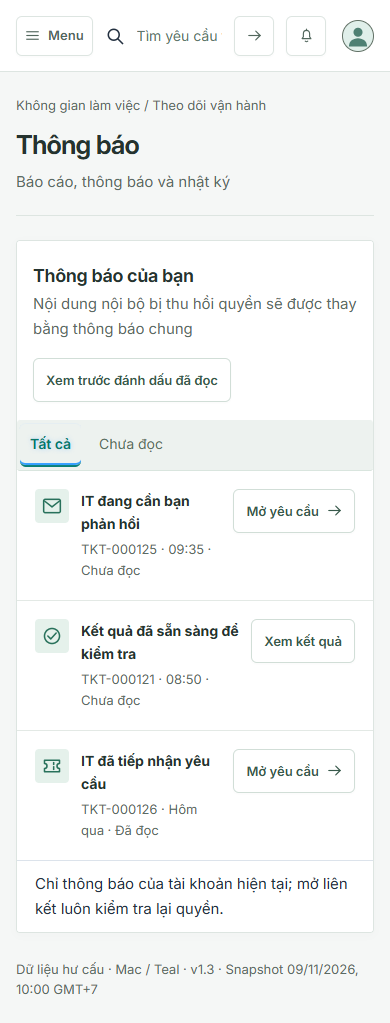 Menu
Tìm yêu cầu
Không gian làm việc / Theo dõi vận hành
Thông báo
Báo cáo, thông báo và nhật ký
Thông báo của bạn
Nội dung nội bộ bị thu hồi quyền sẽ được thay
bằng thông báo chung
Xem trước đánh dấu đã đọc
Tất cả
Chưa đọc
IT đang cần bạn
phản hồi
TKT-000125 · 09:35 ·
Chưa đọc
Mở yêu cầu
Kết quả đã sẵn sàng để
kiểm tra
TKT-000121 · 08:50 ·
Chưa đọc
Xem kết quả
IT đã tiếp nhận yêu
cầu
TKT-000126 · Hôm
qua · Đã đọc
Mở yêu cầu
Chỉ thông báo của tài khoản hiện tại; mở liên
kết luôn kiểm tra lại quyền.
Dữ liệu hư cấu · Mac / Teal · v1.3 · Snapshot 09/11/2026,
10:00 GMT+7